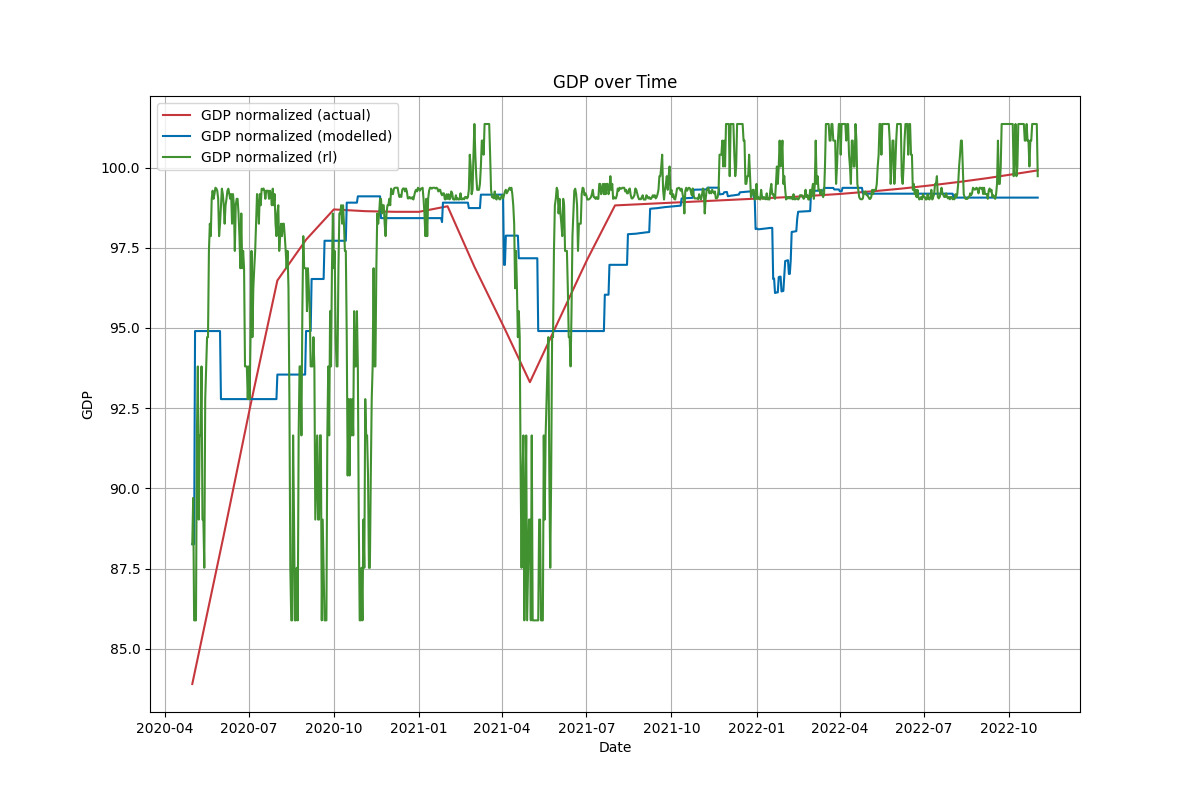 GDP over Time
GDP normalized (actual)
GDP normalized (modelled)
GDP normalized (rl)
100.0
97.5
95.0
92.5
90.0
87.5
85.0
GDP
2020-04 2020-07 2020-10 2021-01 2021-04 2021-07 2021-10 2022-01 2022-04 2022-07 2022-10
Date